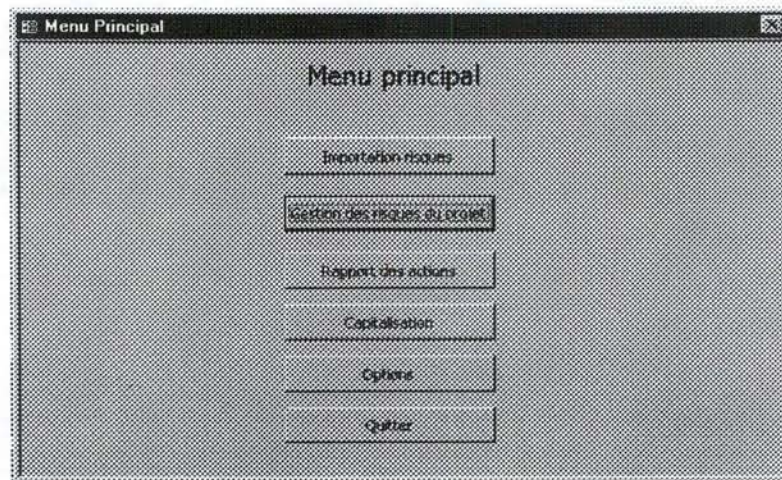 Menu Principal
Menu principal
Importation risques
Gestion des risques du projet
Rapport des actions
Capitalisation
Options
Quitter